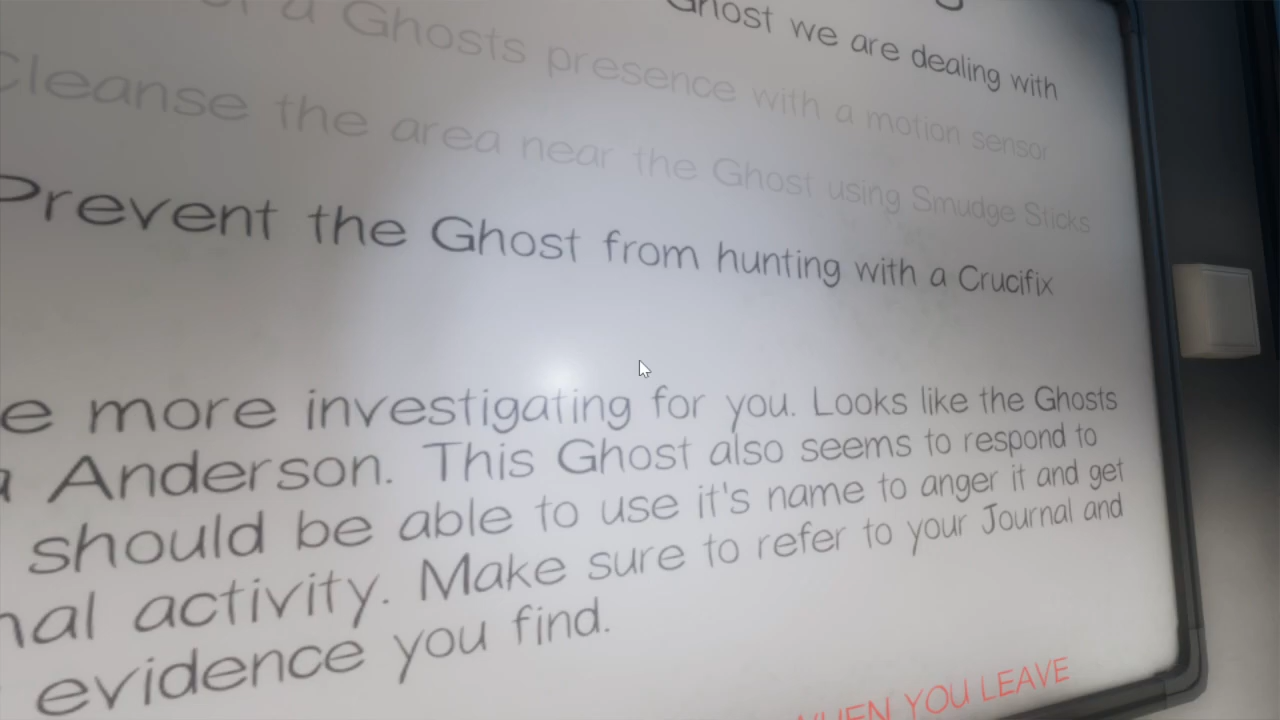 a Ghosts presence with a motion sensor
Ghost we are dealing with
Cleanse the area near the Ghost using Smudge Sticks
Prevent the Ghost from hunting with a Crucifix
e more investigating for you. Looks like the Ghosts
a Anderson. This Ghost also seems to respond to
should be able to use it's name to anger it and get
nal activity. Make sure to refer to your Journal and
evidence you find.
WHEN YOU LEAVE